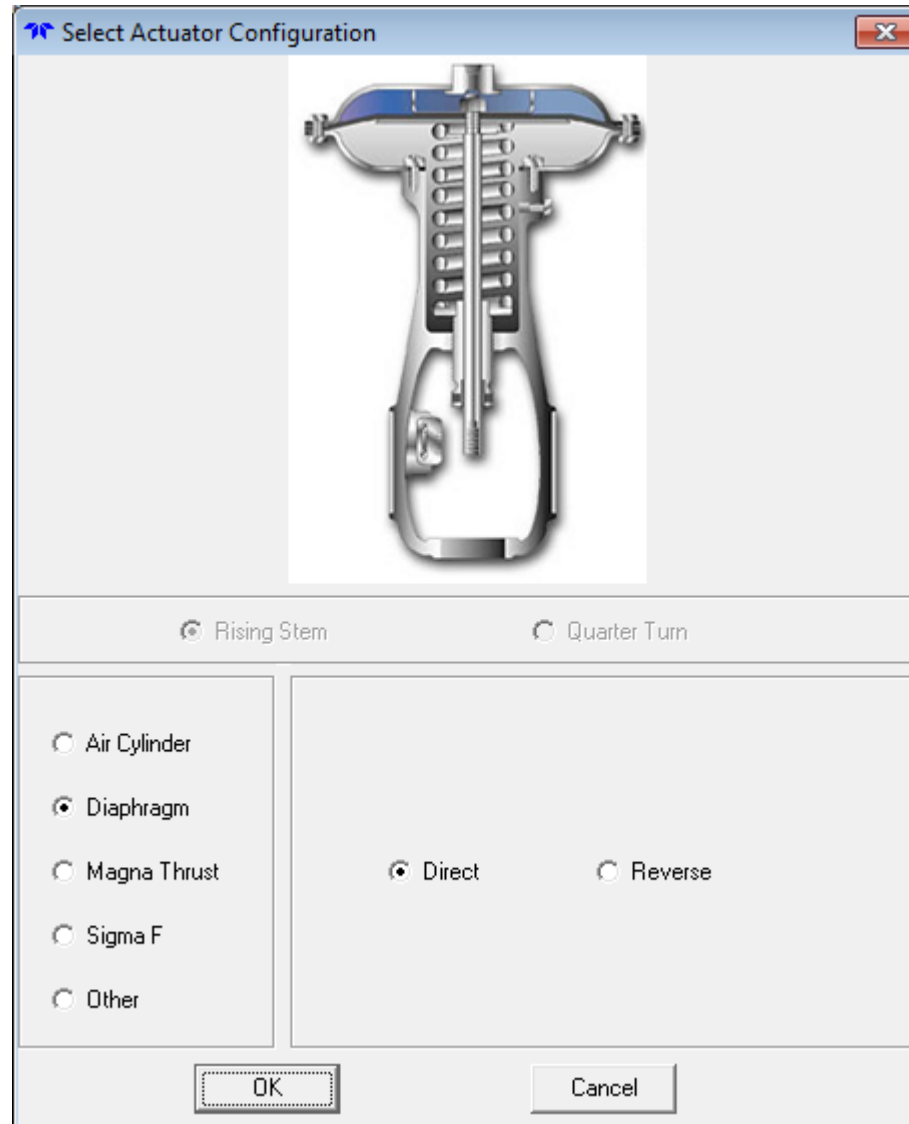 Select Actuator Configuration
Rising Stem
Quarter Turn
Air Cylinder
Diaphragm
Magna Thrust
Sigma F
Other
Direct
Reverse
OK
Cancel